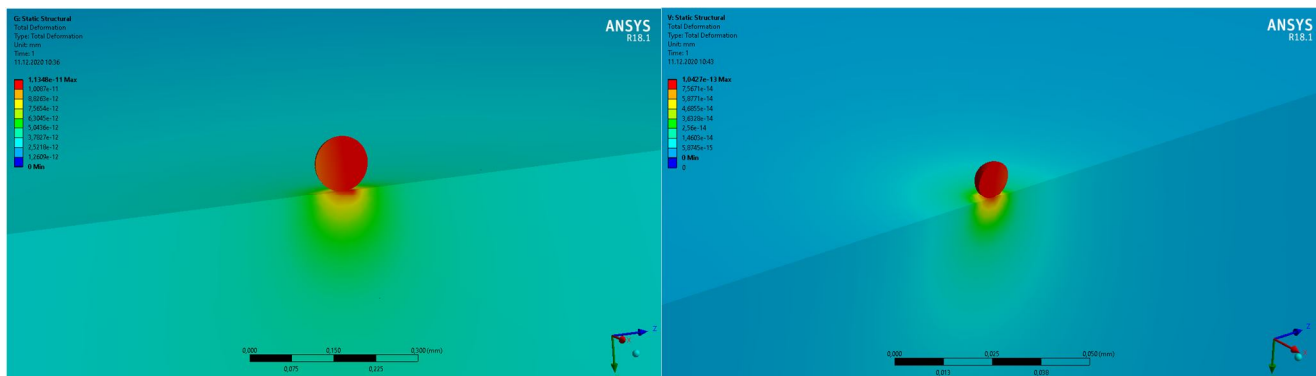 G: Static Structural
Total Deformation
Type: Total Deformation
Unit: mm
Time: 1
11.12.2020 10:36
1,1348e-11 Max
1,0087e-11
8,8263e-12
7,5654e-12
6,3045e-12
5,0436e-12
3,7827e-12
2,5218e-12
1,2609e-12
0 Min
ANSYS
R18.1
0,000
0,150
0,300 (mm)
0,075
0,225
Z
X
V: Static Structural
Total Deformation
Type: Total Deformation
Unit: mm
Time: 1
11.12.2020 10:43
1,0427e-13 Max
7,5671e-14
5,8771e-14
4,6855e-14
3,6328e-14
2,56e-14
1,4603e-14
5,8745e-15
0 Min
0
ANSYS
R18.1
0,000
0,025
0,050 (mm)
0,013
0,038
Z